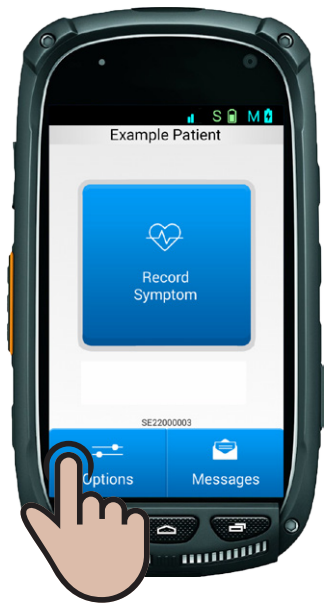 S M
Example Patient
Record
Symptom
SE22000003
Options Messages